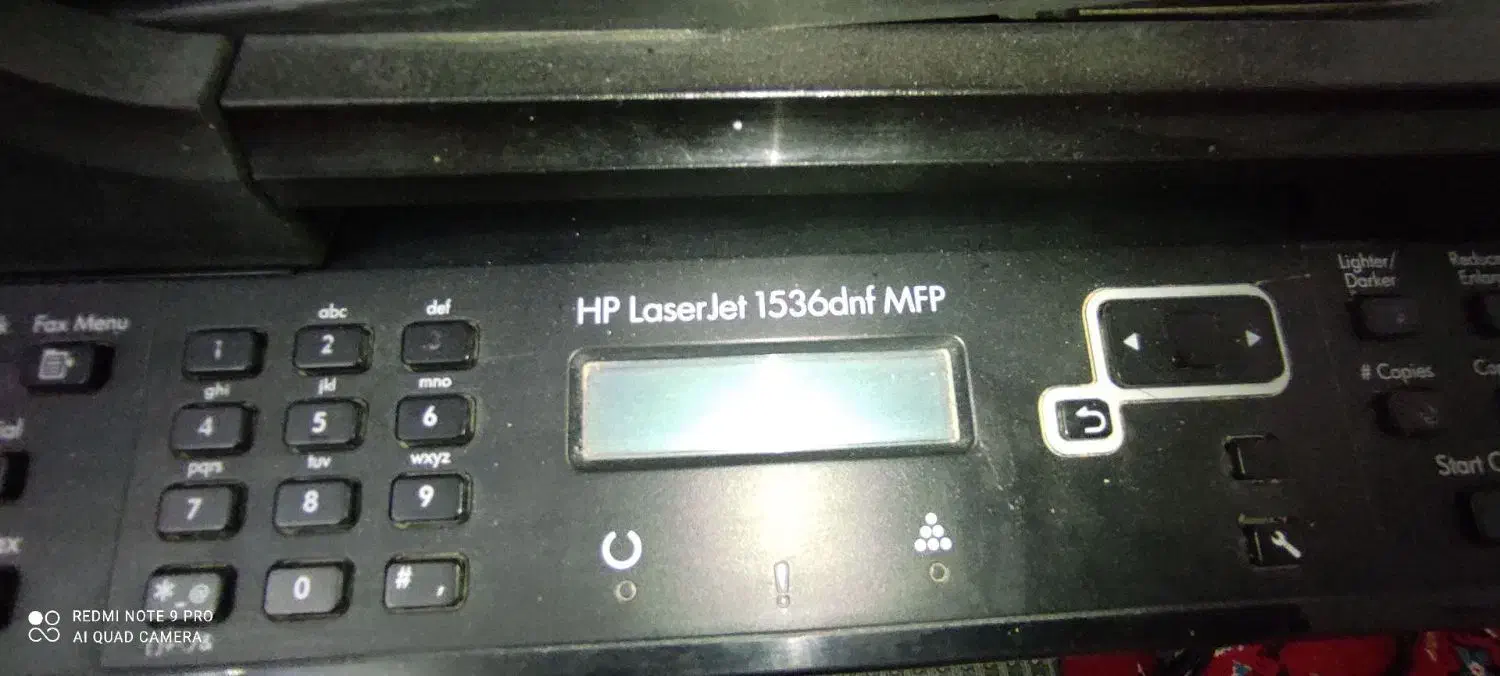 HP LaserJet 1536dnf MFP
Lighter/
Darker
Fax Menu
abc
def
1
2
3
ghi
jkl
mno
4
5
6
# Copies
pqrs
tuv
wxyz
7
8
9
Start
*_@
0
# ,
REDMI NOTE 9 PRO
AI QUAD CAMERA